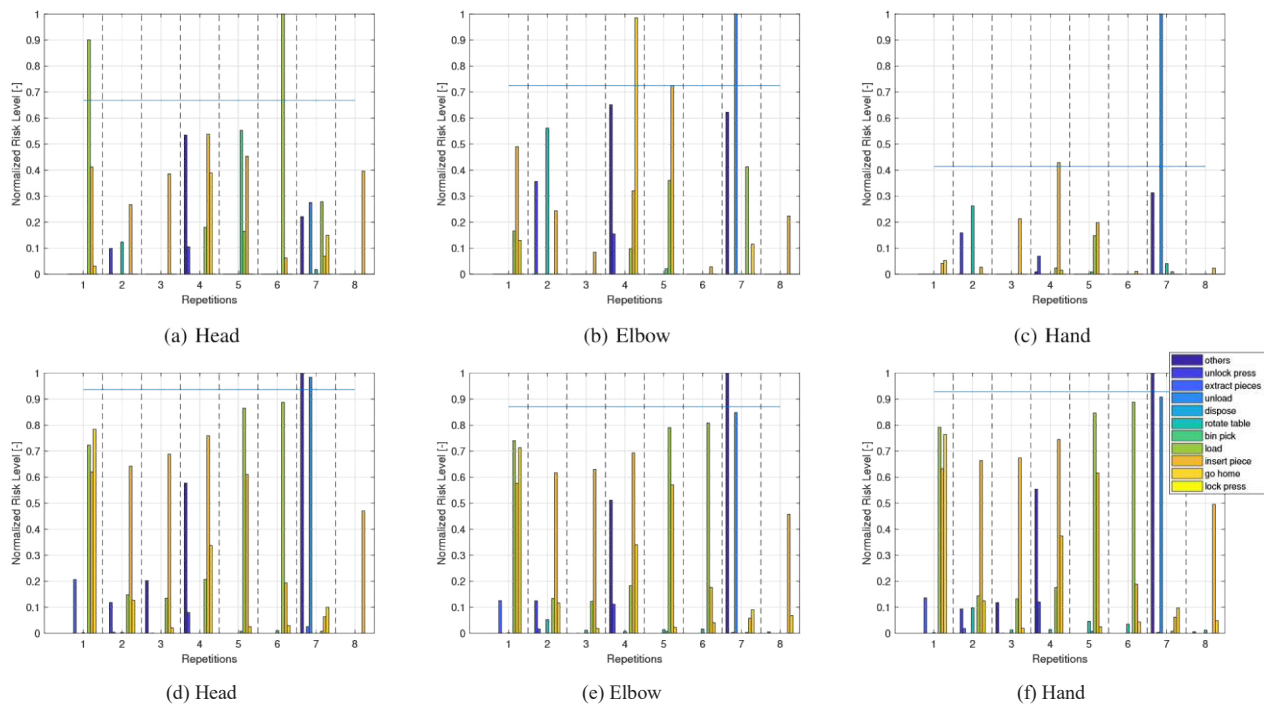 Normalized Risk Level [-]
1
0.9
0.8
0.7
0.6
0.5
0.4
0.3
0.2
0.1
0
1 2 3 4 5 6 7 8
Repetitions
(a) Head
Normalized Risk Level [-]
1
0.9
0.8
0.7
0.6
0.5
0.4
0.3
0.2
0.1
0
1 2 3 4 5 6 7 8
Repetitions
(b) Elbow
Normalized Risk Level [-]
1
0.9
0.8
0.7
0.6
0.5
0.4
0.3
0.2
0.1
0
1 2 3 4 5 6 7 8
Repetitions
(c) Hand
Normalized Risk Level [-]
1
0.9
0.8
0.7
0.6
0.5
0.4
0.3
0.2
0.1
0
1 2 3 4 5 6 7 8
Repetitions
(d) Head
Normalized Risk Level [-]
1
0.9
0.8
0.7
0.6
0.5
0.4
0.3
0.2
0.1
0
1 2 3 4 5 6 7 8
Repetitions
(e) Elbow
Normalized Risk Level [-]
1
0.9
0.8
0.7
0.6
0.5
0.4
0.3
0.2
0.1
0
1 2 3 4 5 6 7 8
Repetitions
(f) Hand
others
unlock press
extract pieces
unload
dispose
rotate table
bin pick
load
insert piece
go home
lock press